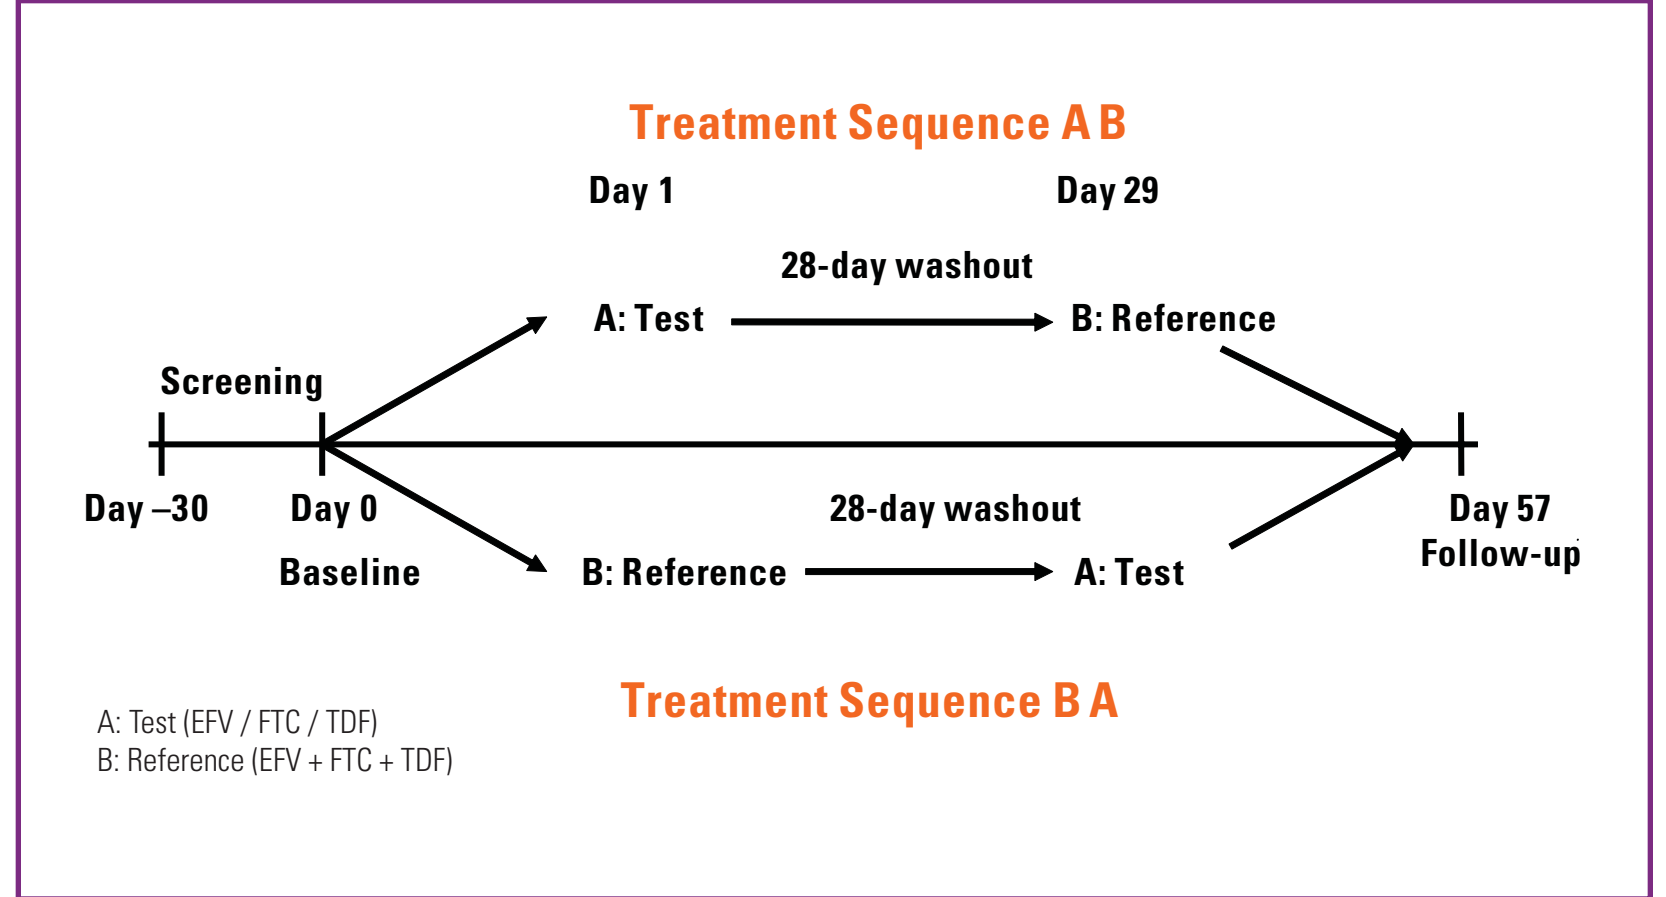 Treatment Sequence A B
Day 1
Day 29
28-day washout
A: Test
B: Reference
Screening
Day –30
Day 0
Baseline
28-day washout
Day 57
Follow-up
B: Reference
A: Test
Treatment Sequence B A
A: Test (EFV / FTC / TDF)
B: Reference (EFV + FTC + TDF)